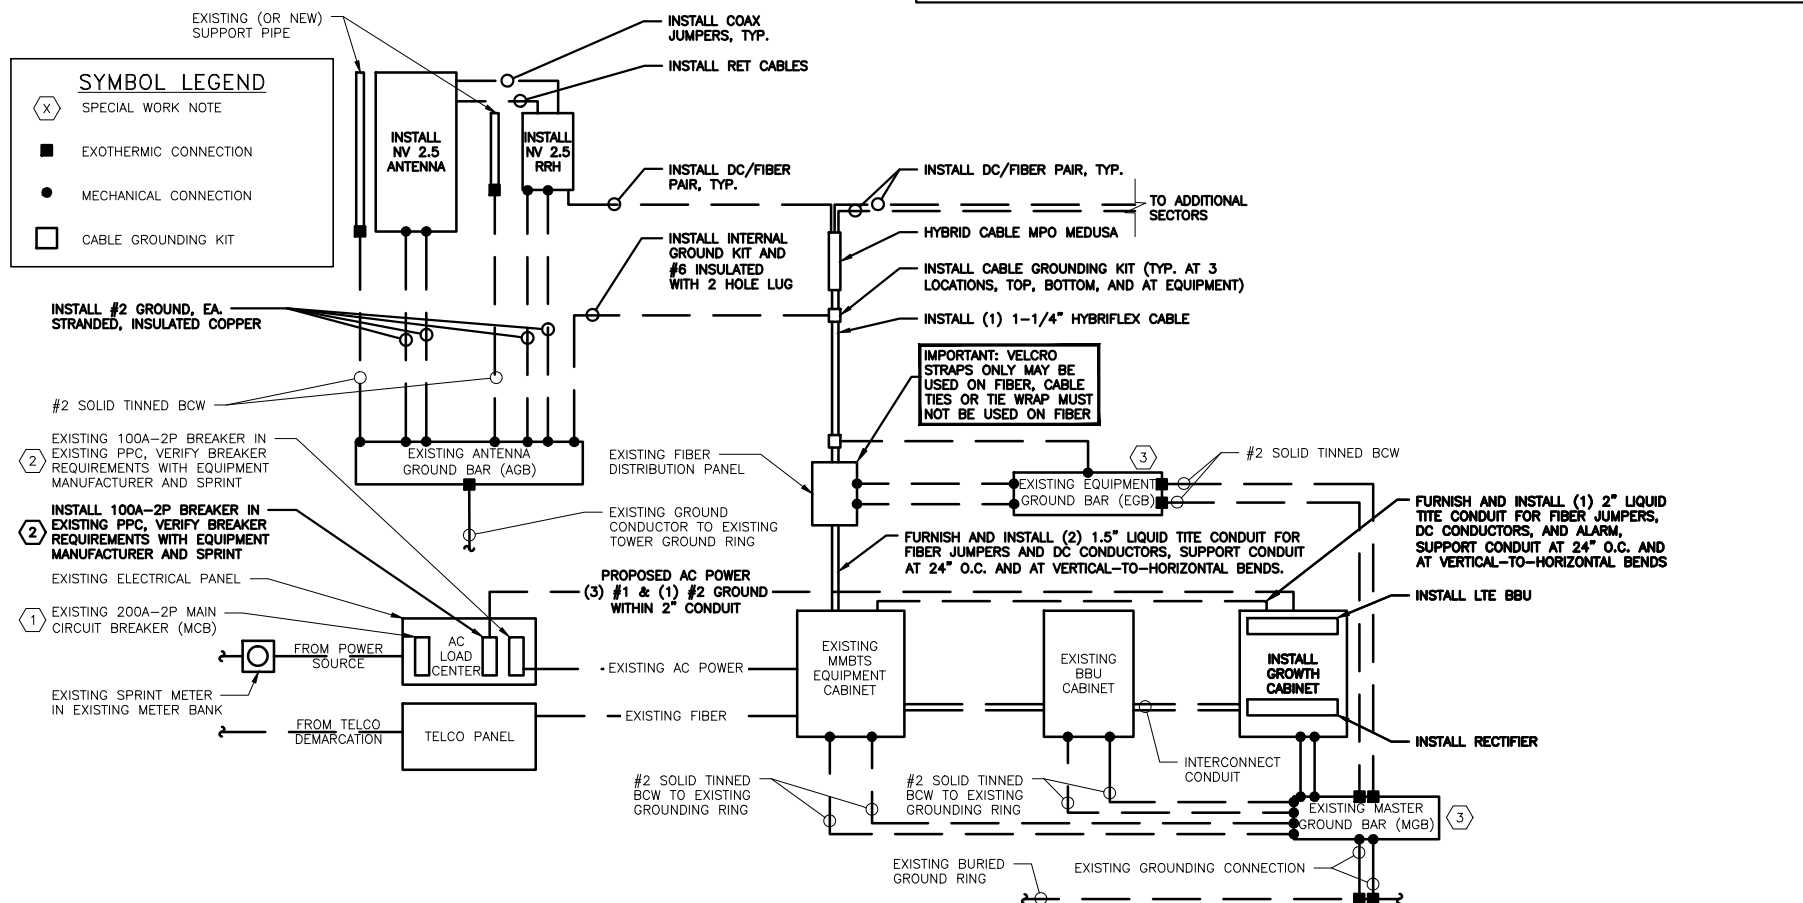 EXISTING (OR NEW)
SUPPORT PIPE
INSTALL COAX
JUMPERS, TYP.
INSTALL RET CABLES
SYMBOL LEGEND
X
SPECIAL WORK NOTE
EXOTHERMIC CONNECTION
MECHANICAL CONNECTION
CABLE GROUNDING KIT
INSTALL
NV 2.5
ANTENNA
INSTALL
NV 2.5
RRH
INSTALL DC/FIBER
PAIR, TYP.
INSTALL DC/FIBER PAIR, TYP.
TO ADDITIONAL
SECTORS
HYBRID CABLE MPO MEDUSA
INSTALL INTERNAL
GROUND KIT AND
#6 INSULATED
WITH 2 HOLE LUG
INSTALL CABLE GROUNDING KIT (TYP. AT 3
LOCATIONS, TOP, BOTTOM, AND AT EQUIPMENT)
INSTALL #2 GROUND, EA.
STRANDED, INSULATED COPPER
INSTALL (1) 1-1/4" HYBRIFLEX CABLE
IMPORTANT: VELCRO
STRAPS ONLY MAY BE
USED ON FIBER, CABLE
TIES OR TIE WRAP MUST
NOT BE USED ON FIBER
#2 SOLID TINNED BCW
2
EXISTING 100A-2P BREAKER IN
EXISTING PPC, VERIFY BREAKER
REQUIREMENTS WITH EQUIPMENT
MANUFACTURER AND SPRINT
EXISTING ANTENNA
GROUND BAR (AGB)
EXISTING FIBER
DISTRIBUTION PANEL
3
#2 SOLID TINNED BCW
EXISTING EQUIPMENT
GROUND BAR (EGB)
2
INSTALL 100A-2P BREAKER IN
EXISTING PPC, VERIFY BREAKER
REQUIREMENTS WITH EQUIPMENT
MANUFACTURER AND SPRINT
EXISTING GROUND
CONDUCTOR TO EXISTING
TOWER GROUND RING
FURNISH AND INSTALL (2) 1.5" LIQUID TITE CONDUIT FOR
FIBER JUMPERS AND DC CONDUCTORS, SUPPORT CONDUIT
AT 24" O.C. AND AT VERTICAL-TO-HORIZONTAL BENDS.
FURNISH AND INSTALL (1) 2" LIQUID
TITE CONDUIT FOR FIBER JUMPERS,
DC CONDUCTORS, AND ALARM,
SUPPORT CONDUIT AT 24" O.C. AND
AT VERTICAL-TO-HORIZONTAL BENDS
EXISTING ELECTRICAL PANEL
PROPOSED AC POWER
(3) #1 & (1) #2 GROUND
WITHIN 2" CONDUIT
INSTALL LTE BBU
1
EXISTING 200A-2P MAIN
CIRCUIT BREAKER (MCB)
FROM POWER
SOURCE
AC
LOAD
CENTER
EXISTING AC POWER
EXISTING
MMBTS
EQUIPMENT
CABINET
EXISTING
BBU
CABINET
INSTALL
GROWTH
CABINET
EXISTING SPRINT METER
IN EXISTING METER BANK
FROM TELCO
DEMARCATION
TELCO PANEL
EXISTING FIBER
INSTALL RECTIFIER
INTERCONNECT
CONDUIT
#2 SOLID TINNED
BCW TO EXISTING
GROUNDING RING
#2 SOLID TINNED
BCW TO EXISTING
GROUNDING RING
EXISTING MASTER
GROUND BAR (MGB)
3
EXISTING BURIED
GROUND RING
EXISTING GROUNDING CONNECTION